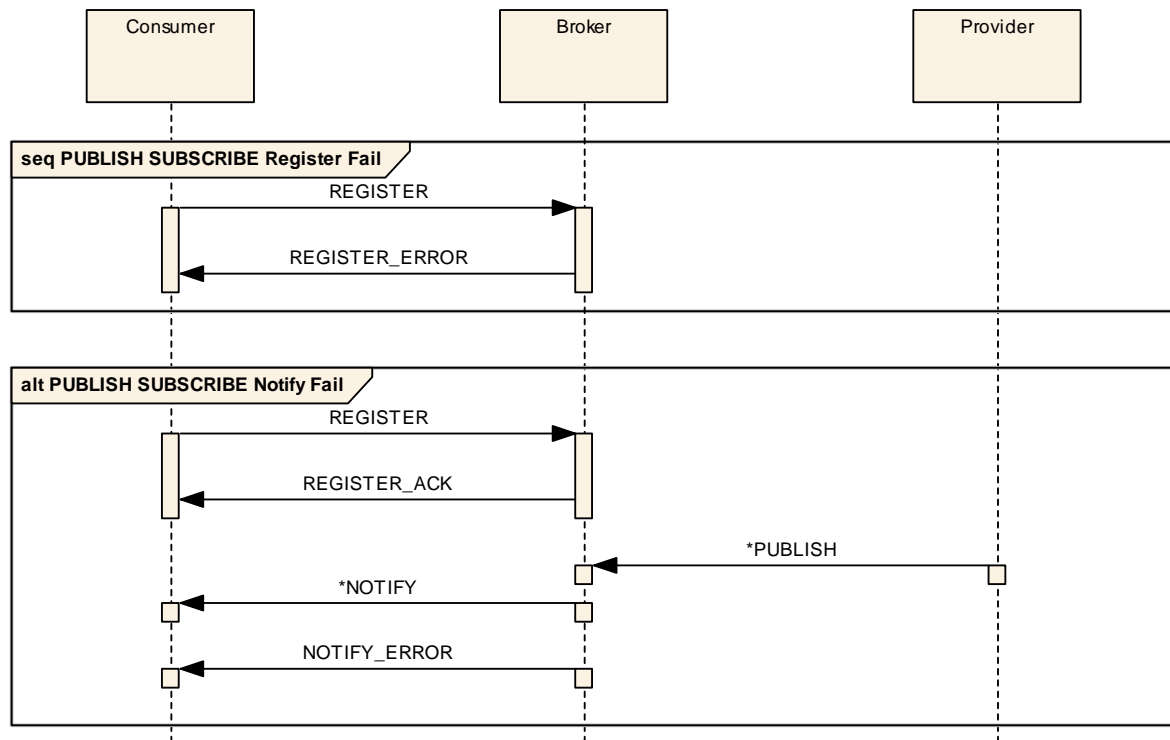 Consumer
Broker
Provider
seq PUBLISH SUBSCRIBE Register Fail
REGISTER
REGISTER_ERROR
alt PUBLISH SUBSCRIBE Notify Fail
REGISTER
REGISTER_ACK
*PUBLISH
*NOTIFY
NOTIFY_ERROR